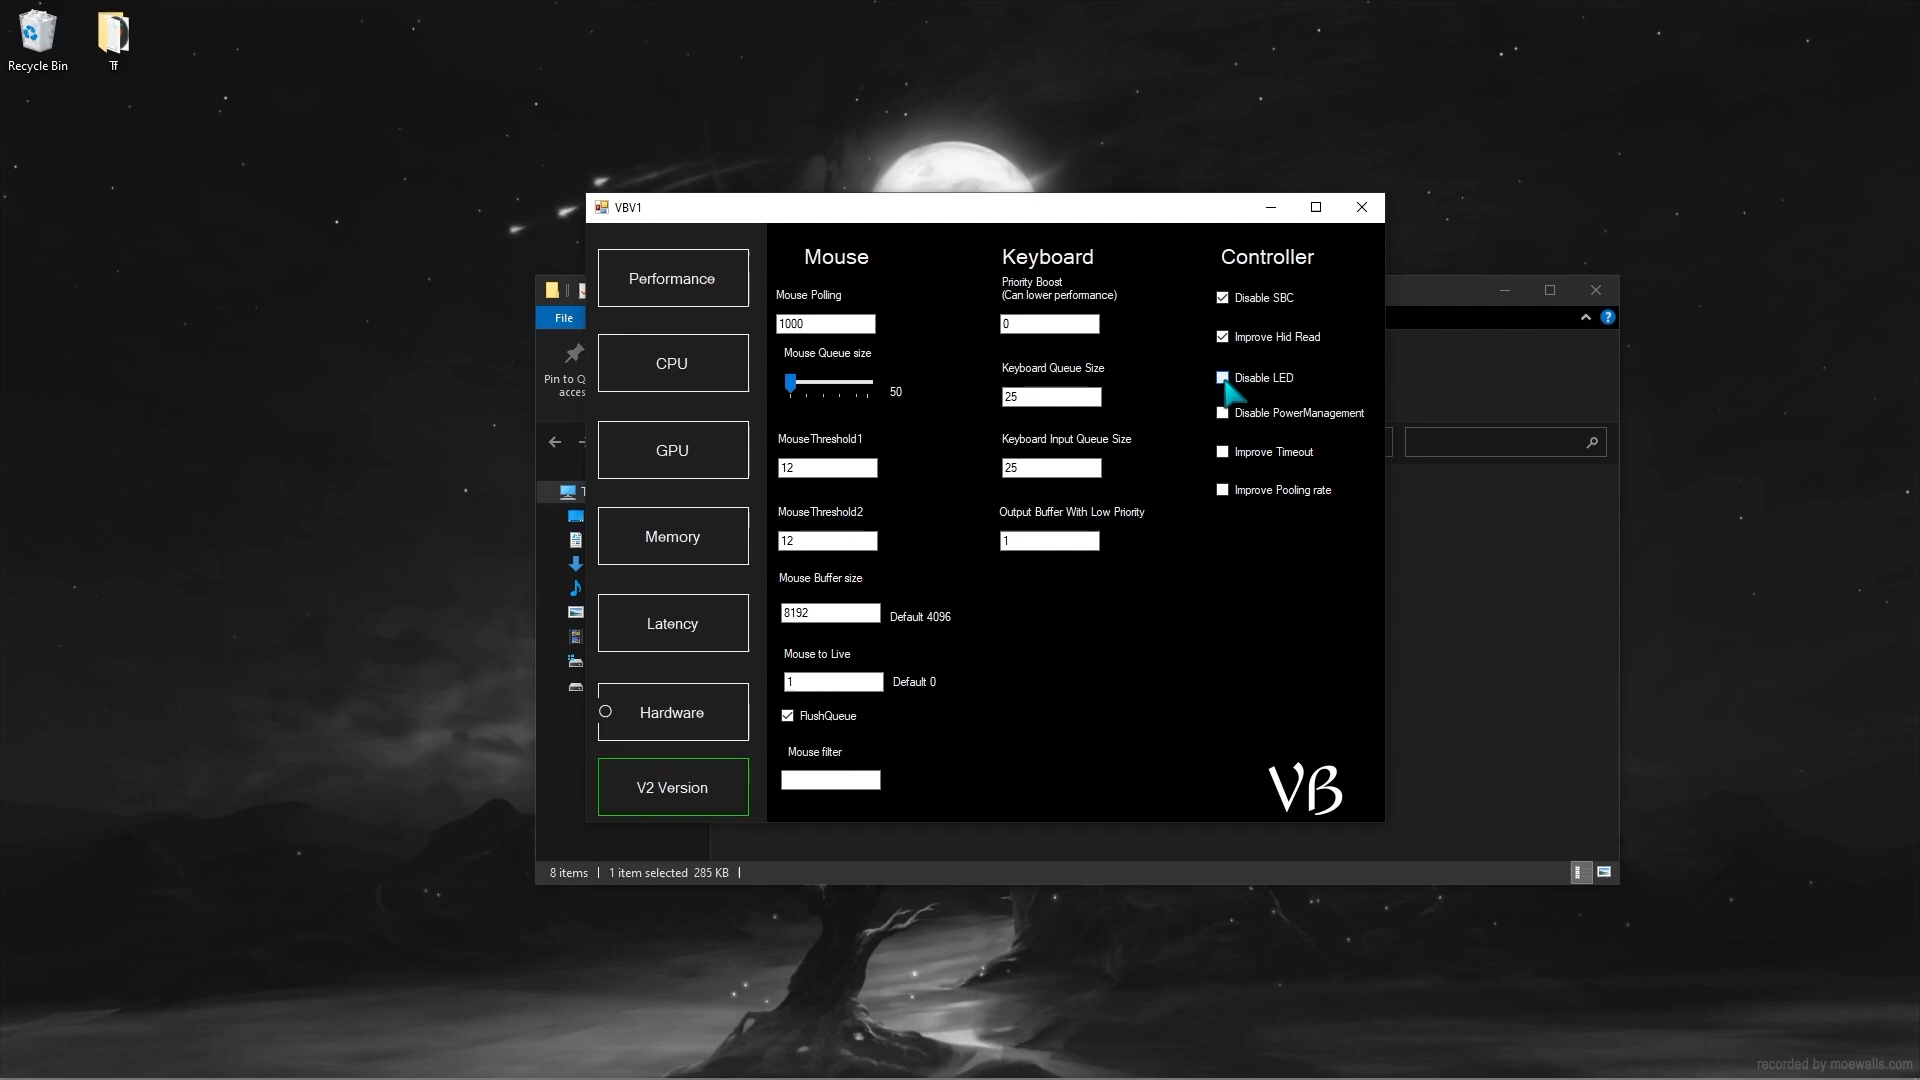 Recycle Bin
Tf
VBV1
File
Pin to Q
acces
Performance
CPU
GPU
Memory
Latency
Hardware
V2 Version
Mouse
Mouse Polling
1000
Mouse Queue size
50
MouseThreshold1
12
MouseThreshold2
12
Mouse Buffer size
8192
Default 4096
Mouse to Live
1
Default 0
FlushQueue
Mouse filter
Keyboard
Priority Boost
(Can lower performance)
0
Keyboard Queue Size
25
Keyboard Input Queue Size
25
Output Buffer With Low Priority
1
Controller
Disable SBC
Improve Hid Read
Disable LED
Disable PowerManagement
Improve Timeout
Improve Pooling rate
VB
8 items
1 item selected 285 KB
recorded by moewalls.com